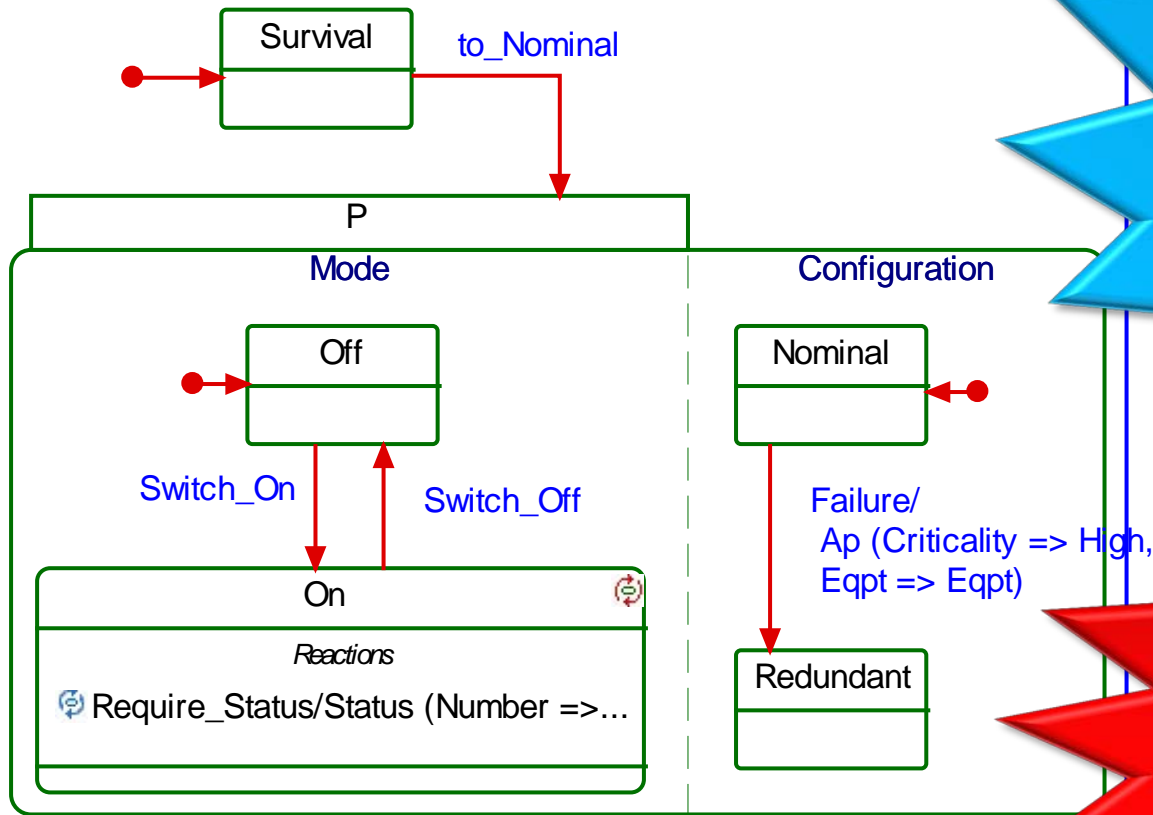 Survival
to_Nominal
P
Mode
Configuration
Off
Nominal
Switch_On
Switch_Off
Failure/
Ap (Criticality => High,
Eqpt => Eqpt)
On
Reactions
Require_Status/Status (Number =>...
Redundant